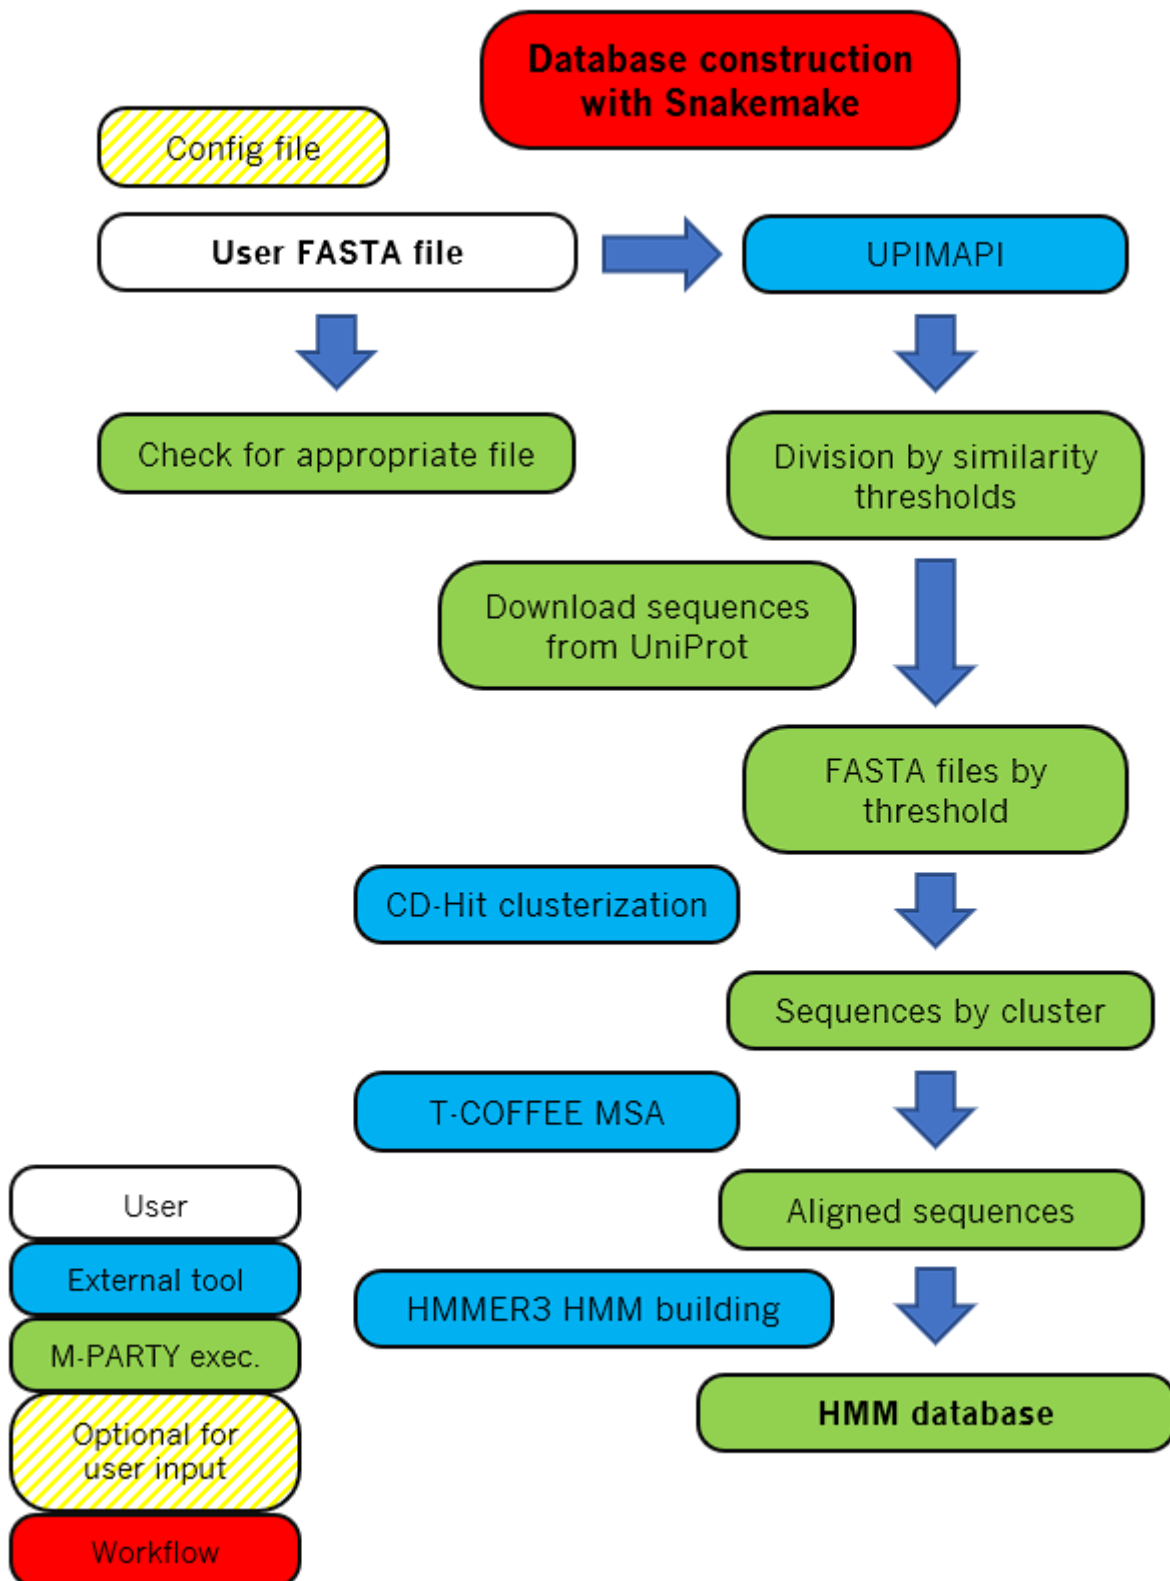 Database construction
with Snakemake
Config file
User FASTA file
UPIMAPI
Check for appropriate file
Division by similarity
thresholds
Download sequences
from UniProt
FASTA files by
threshold
CD-Hit clusterization
Sequences by cluster
T-COFFEE MSA
Aligned sequences
HMMER3 HMM building
HMM database
User
External tool
M-PARTY exec.
Optional for
user input
Workflow